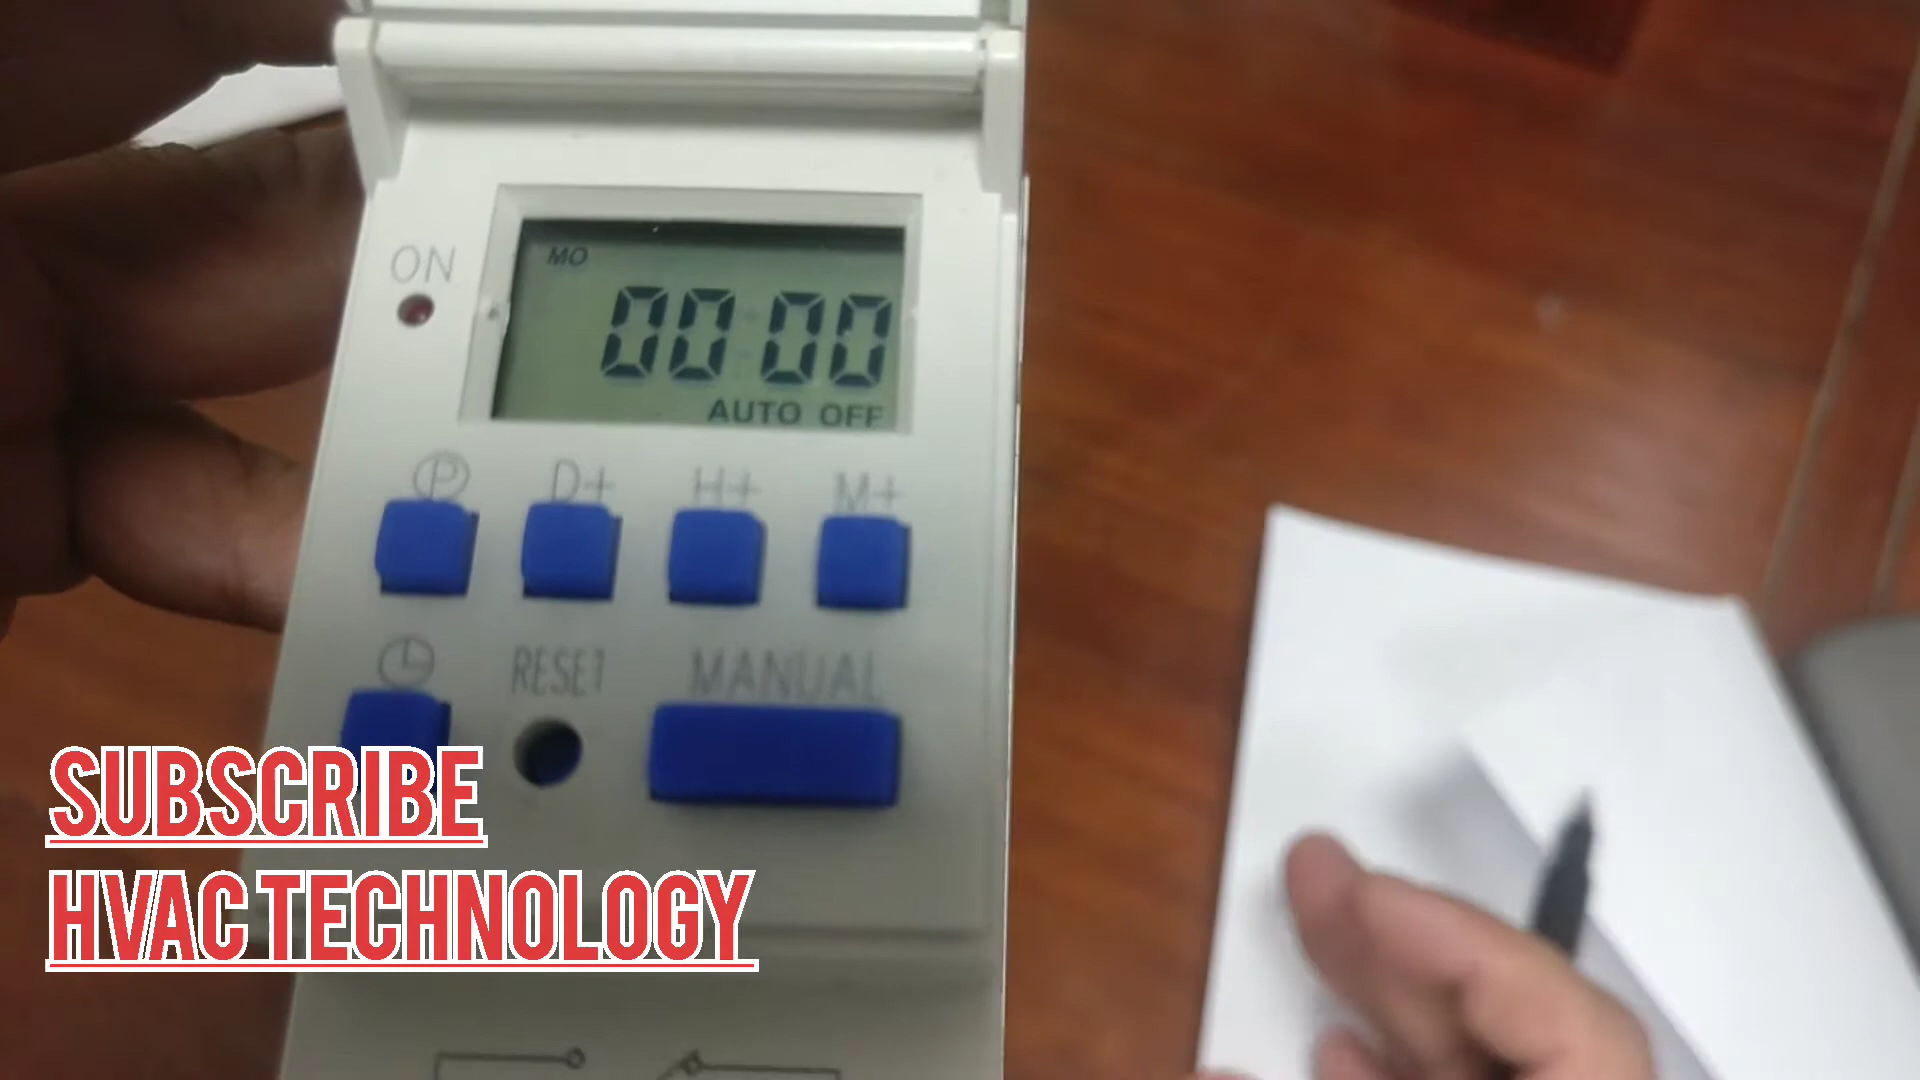 ON
MO
00:00
AUTO OFF
P D+ H+ M+
RESET MANUAL
SUBSCRIBE
HVAC TECHNOLOGY